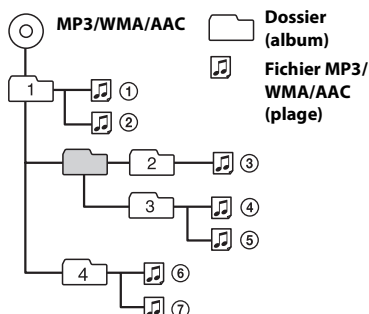 MP3/WMA/AAC
Dossier
(album)
Fichier MP3/
WMA/AAC
(plage)
1
①
②
2
③
3
④
⑤
4
⑥
⑦